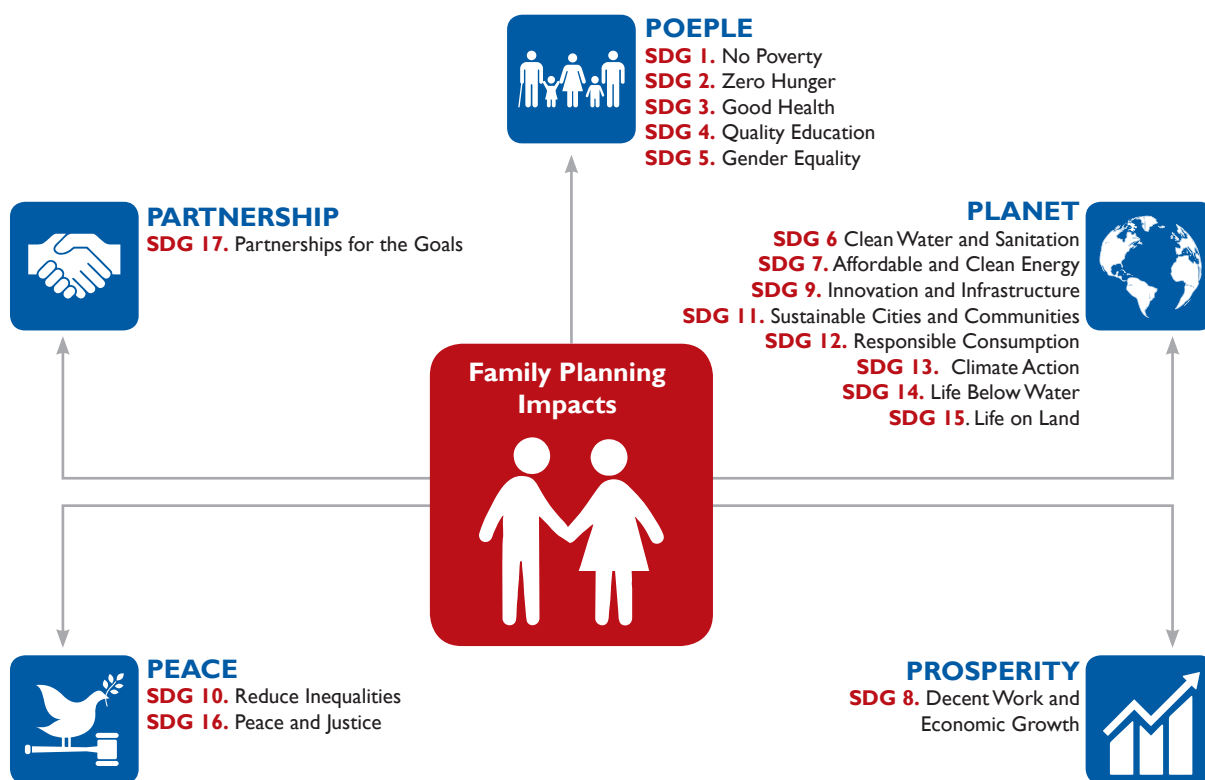 POEPLE
SDG 1. No Poverty
SDG 2. Zero Hunger
SDG 3. Good Health
SDG 4. Quality Education
SDG 5. Gender Equality
PARTNERSHIP
SDG 17. Partnerships for the Goals
PLANET
SDG 6 Clean Water and Sanitation
SDG 7. Affordable and Clean Energy
SDG 9. Innovation and Infrastructure
SDG 11. Sustainable Cities and Communities
SDG 12. Responsible Consumption
SDG 13. Climate Action
SDG 14. Life Below Water
SDG 15. Life on Land
Family Planning
Impacts
PEACE
SDG 10. Reduce Inequalities
SDG 16. Peace and Justice
PROSPERITY
SDG 8. Decent Work and
Economic Growth